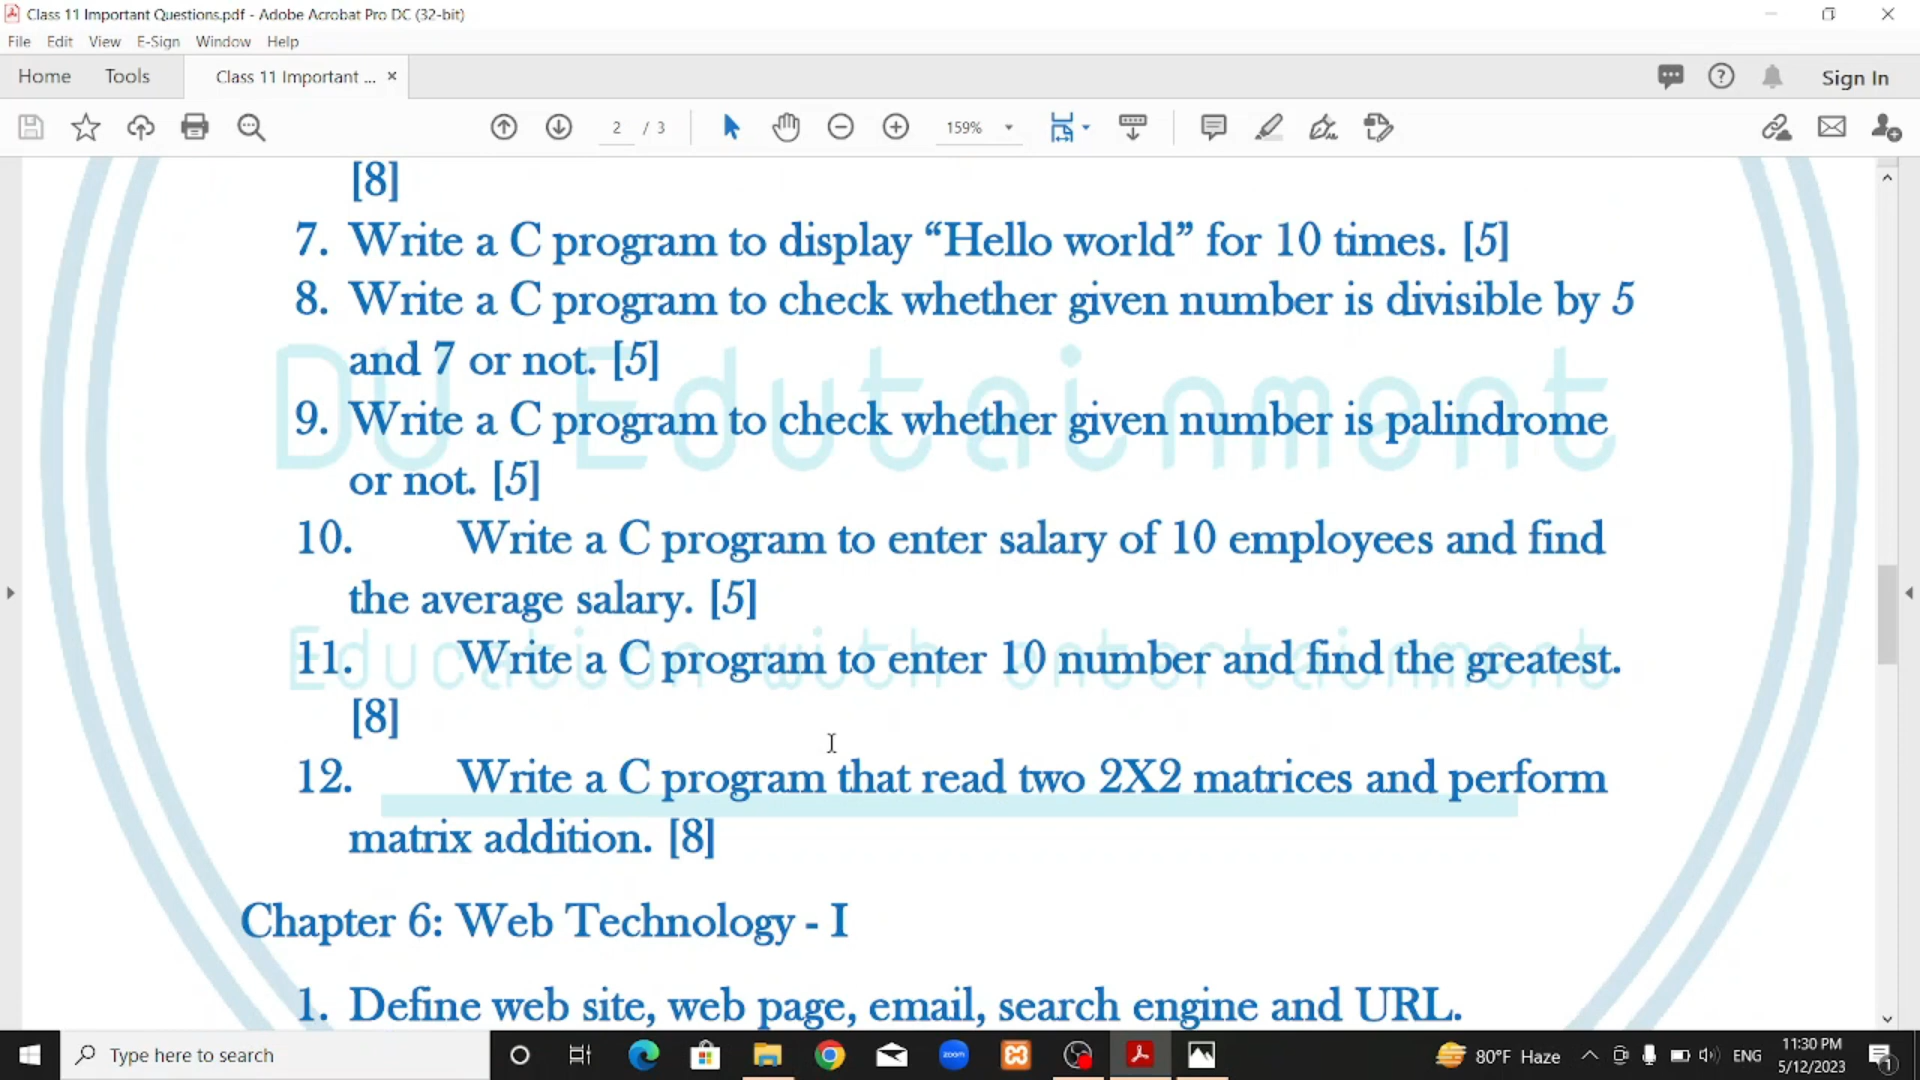 Class 11 Important Questions.pdf - Adobe Acrobat Pro DC (32-bit)
File Edit View E-Sign Window Help
Home Tools Class 11 Important ... × Sign In
2 / 3 159%
[8]
7. Write a C program to display “Hello world” for 10 times. [5]
8. Write a C program to check whether given number is divisible by 5
and 7 or not. [5]
DU Edutainment
9. Write a C program to check whether given number is palindrome
or not. [5]
10. Write a C program to enter salary of 10 employees and find
the average salary. [5]
Education with entertainment
11. Write a C program to enter 10 number and find the greatest.
[8]
12. Write a C program that read two 2X2 matrices and perform
matrix addition. [8]
Chapter 6: Web Technology - I
1. Define web site, web page, email, search engine and URL.
Type here to search zoom 80°F Haze ENG 11:30 PM
5/12/2023 1